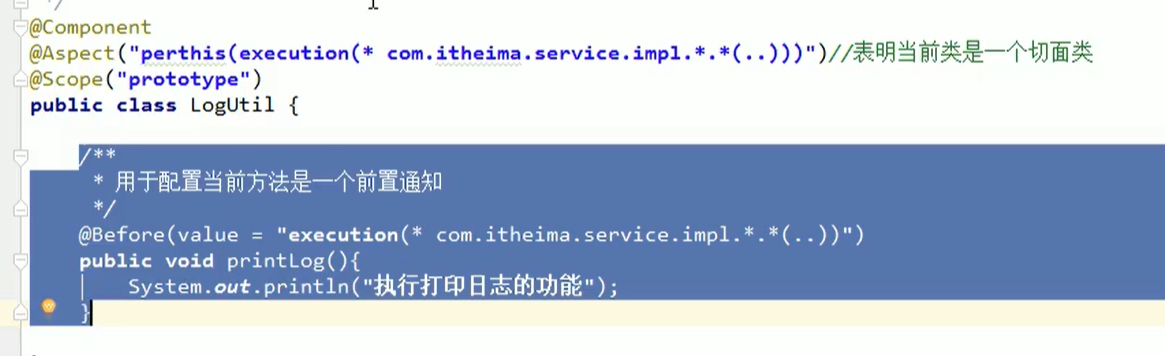 */
@Component
@Aspect("perthis(execution(* com.itheima.service.impl.*.*(..)))")//表明当前类是一个切面类
@Scope("prototype")
public class LogUtil {
/**
* 用于配置当前方法是一个前置通知
*/
@Before(value = "execution(* com.itheima.service.impl.*.*(..))")
public void printLog(){
System.out.println("执行打印日志的功能");
}